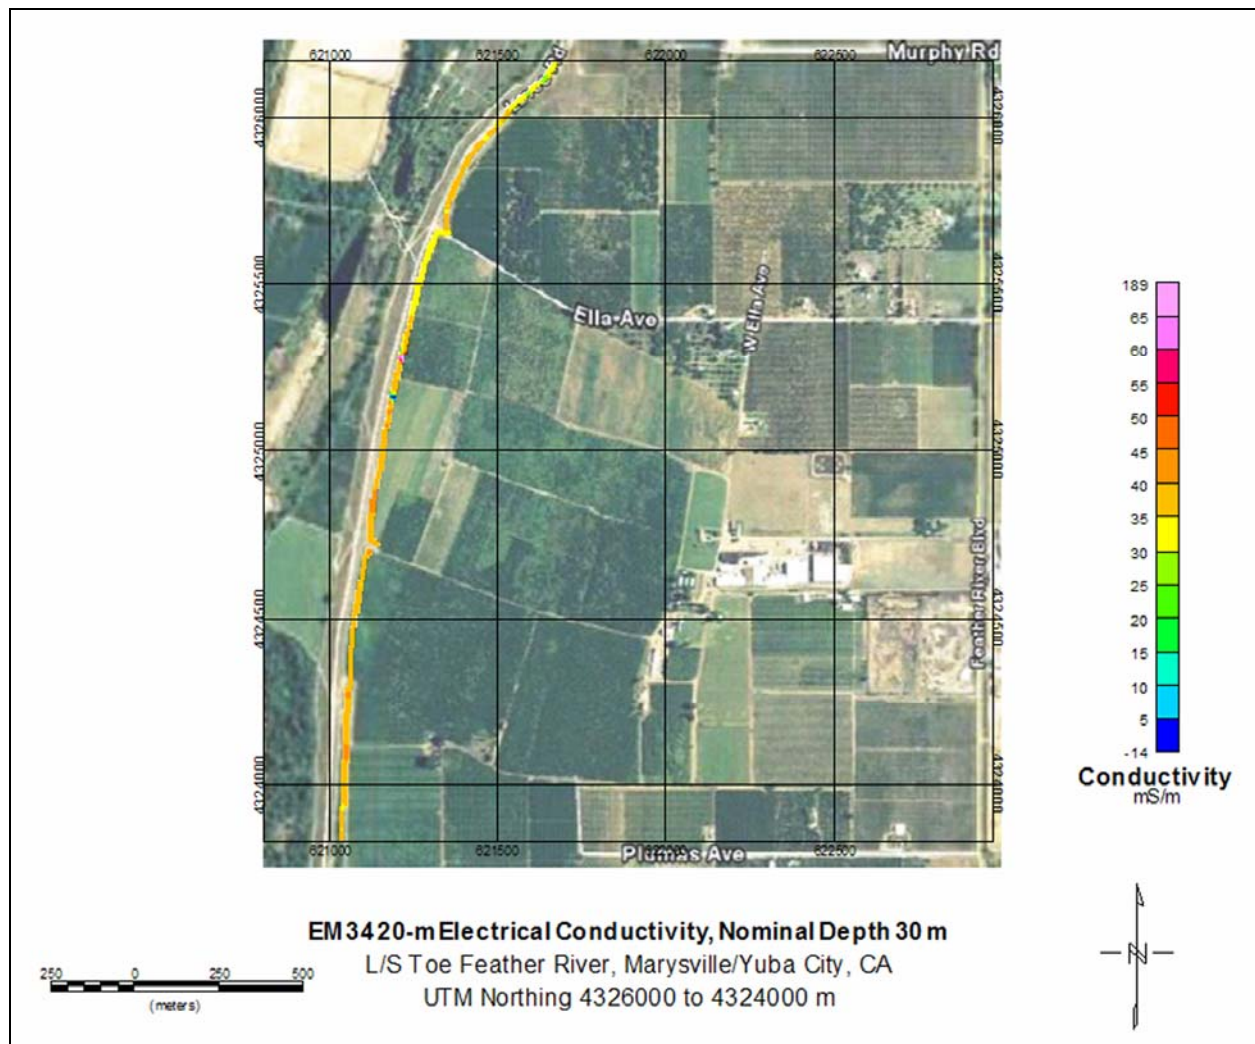 621000 621500 622000 622500
Murphy Rd
4326000 4326000
4325500 4325500
W Ella Ave
Ella Ave
4325000 4325000
Feather River Blvd
4324500 4324500
4324000 4324000
621000 621500 622000 622500
Plumas Ave
189
65
60
55
50
45
40
35
30
25
20
15
10
5
-14
Conductivity
mS/m
EM34 20-m Electrical Conductivity, Nominal Depth 30 m
L/S Toe Feather River, Marysville/Yuba City, CA
UTM Northing 4326000 to 4324000 m
250 0 250 500
(meters)
N